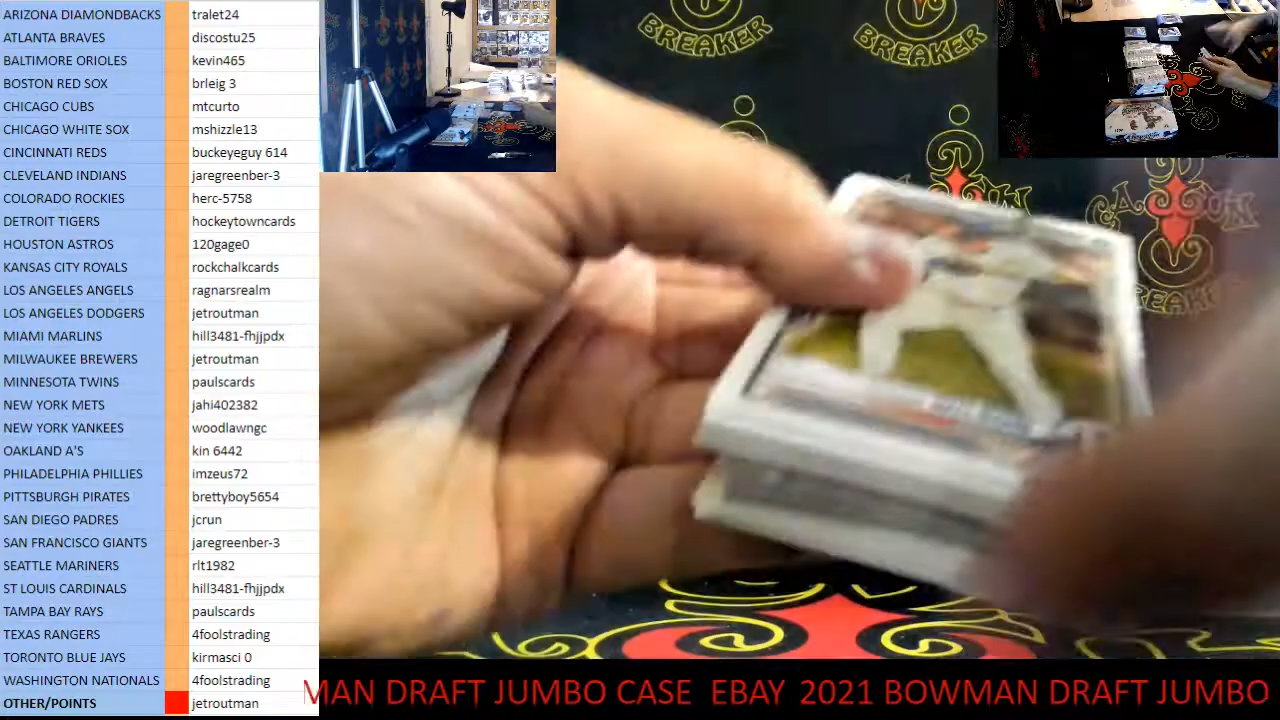 ARIZONA DIAMONDBACKS tralet24
ATLANTA BRAVES discostu25
BALTIMORE ORIOLES kevin465
BOSTON RED SOX brleig 3
CHICAGO CUBS mtcurto
CHICAGO WHITE SOX mshizzle13
CINCINNATI REDS buckeyeguy 614
CLEVELAND INDIANS jaregreenber-3
COLORADO ROCKIES herc-5758
DETROIT TIGERS hockeytowncards
HOUSTON ASTROS 120gage0
KANSAS CITY ROYALS rockchalkcards
LOS ANGELES ANGELS ragnarsrealm
LOS ANGELES DODGERS jetroutman
MIAMI MARLINS hill3481-fhjjpdx
MILWAUKEE BREWERS jetroutman
MINNESOTA TWINS paulscards
NEW YORK METS jahi402382
NEW YORK YANKEES woodlawngc
OAKLAND A'S kin 6442
PHILADELPHIA PHILLIES imzeus72
PITTSBURGH PIRATES brettyboy5654
SAN DIEGO PADRES jcrun
SAN FRANCISCO GIANTS jaregreenber-3
SEATTLE MARINERS rlt1982
ST LOUIS CARDINALS hill3481-fhjjpdx
TAMPA BAY RAYS paulscards
TEXAS RANGERS 4foolstrading
TORONTO BLUE JAYS kirmasci 0
WASHINGTON NATIONALS 4foolstrading
OTHER POINTS jetroutman
BREAKER BREAKER
MAN DRAFT JUMBO CASE EBAY 2021 BOWMAN DRAFT JUMBO